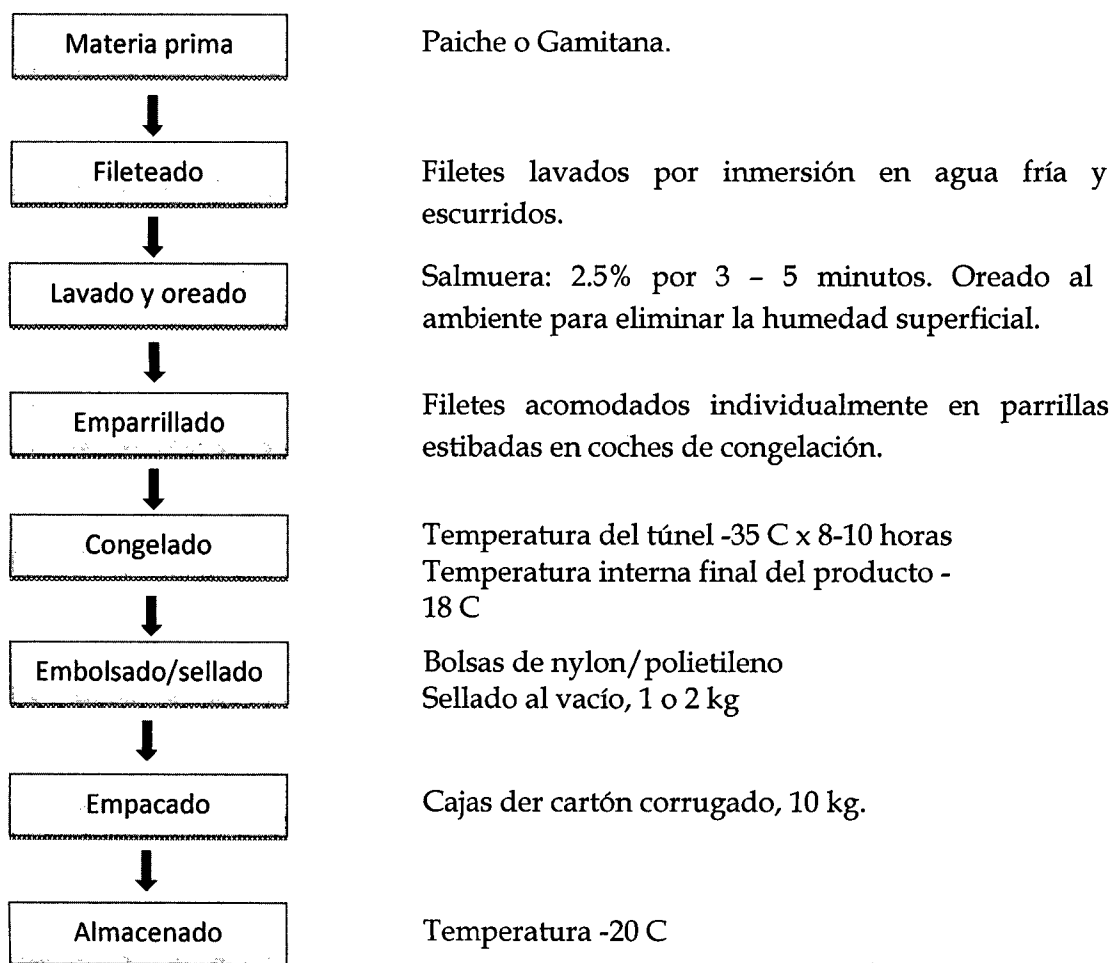 Materia prima
Paiche o Gamitana.
Fileteado
Filetes lavados por inmersión en agua fría y
escurridos.
Lavado y oreado
Salmuera: 2.5% por 3 – 5 minutos. Oreado al
ambiente para eliminar la humedad superficial.
Emparrillado
Filetes acomodados individualmente en parrillas
estibadas en coches de congelación.
Congelado
Temperatura del túnel -35 C x 8-10 horas
Temperatura interna final del producto -
18 C
Embolsado/sellado
Bolsas de nylon/polietileno
Sellado al vacío, 1 o 2 kg
Empacado
Cajas der cartón corrugado, 10 kg.
Almacenado
Temperatura -20 C